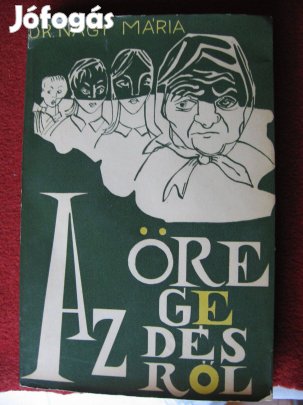 Jófogás
DR. NAGY MÁRIA
AZ
ÖRE
GE
DÉS
RŐL